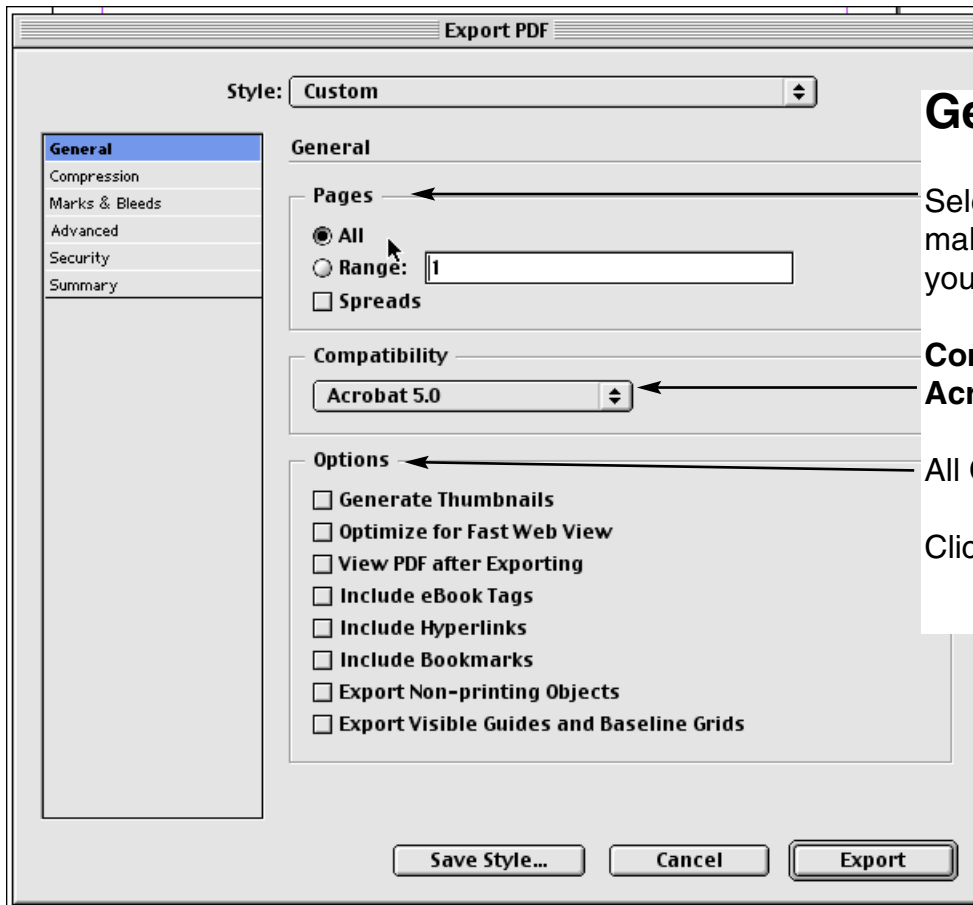 Export PDF
Style: Custom
General
Compression
Marks & Bleeds
Advanced
Security
Summary
General
Pages
All
Range: 1
Spreads
Compatibility
Acrobat 5.0
Options
Generate Thumbnails
Optimize for Fast Web View
View PDF after Exporting
Include eBook Tags
Include Hyperlinks
Include Bookmarks
Export Non-printing Objects
Export Visible Guides and Baseline Grids
Save Style...
Cancel
Export
you
All